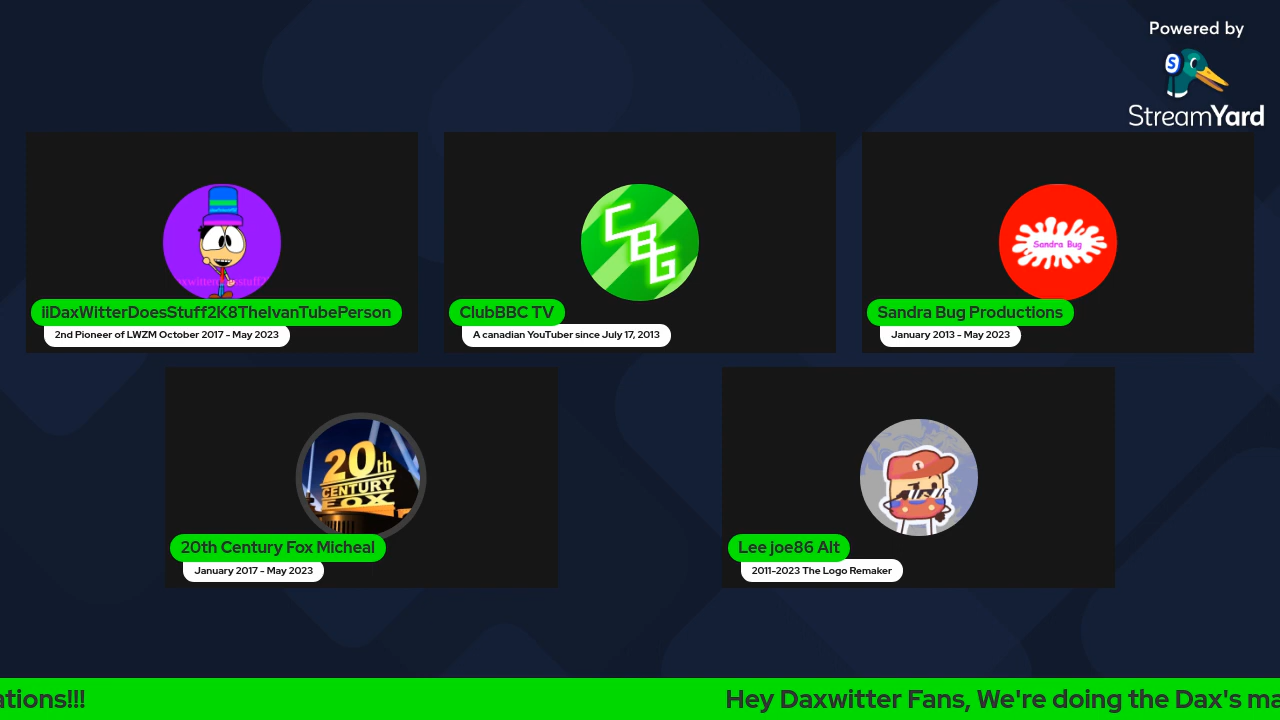 Powered by
StreamYard
CBG
Sandra Bug
iiDaxWitterDoesStuff2K8TheIvanTubePerson
2nd Pioneer of LWZM October 2017 - May 2023
ClubBBC TV
A canadian YouTuber since July 17, 2013
Sandra Bug Productions
January 2013 - May 2023
20th
CENTURY
FOX
20th Century Fox Micheal
January 2017 - May 2023
Lee joe86 Alt
2011-2023 The Logo Remaker
ations!!! Hey Daxwitter Fans, We're doing the Dax's ma